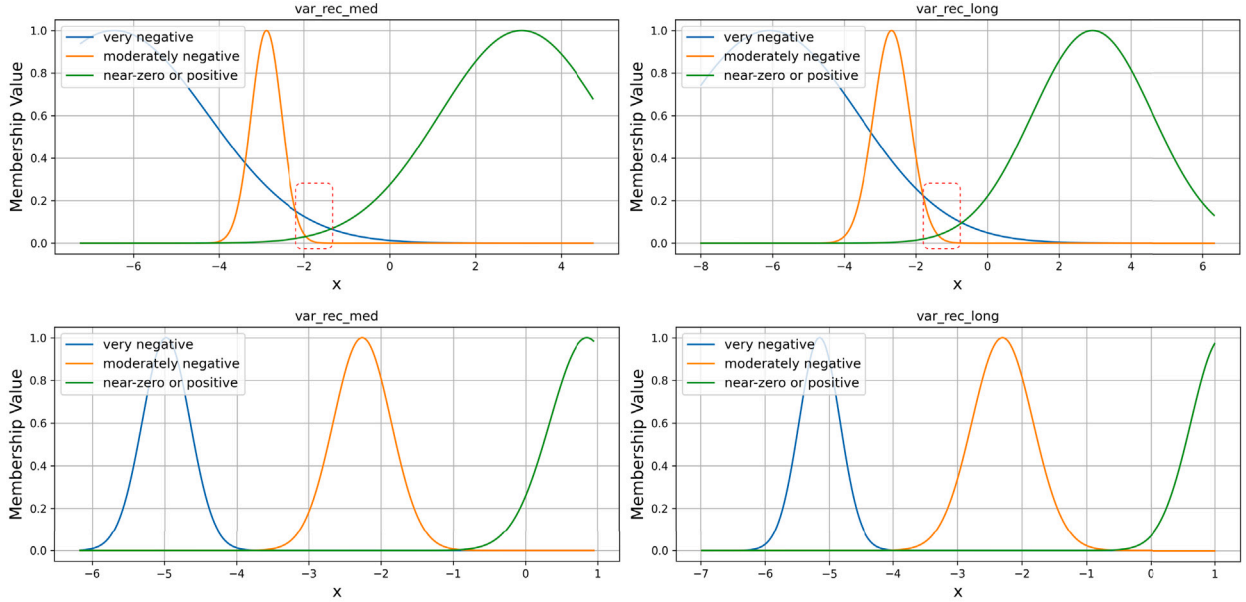 var_rec_med
Membership Value
1.0
0.8
0.6
0.4
0.2
0.0
very negative
moderately negative
near-zero or positive
−6
−4
−2
0
2
4
x
var_rec_long
Membership Value
1.0
0.8
0.6
0.4
0.2
0.0
very negative
moderately negative
near-zero or positive
−8
−6
−4
−2
0
2
4
6
x
var_rec_med
Membership Value
1.0
0.8
0.6
0.4
0.2
0.0
very negative
moderately negative
near-zero or positive
−6
−5
−4
−3
−2
−1
0
1
x
var_rec_long
Membership Value
1.0
0.8
0.6
0.4
0.2
0.0
very negative
moderately negative
near-zero or positive
−7
−6
−5
−4
−3
−2
−1
0
1
x